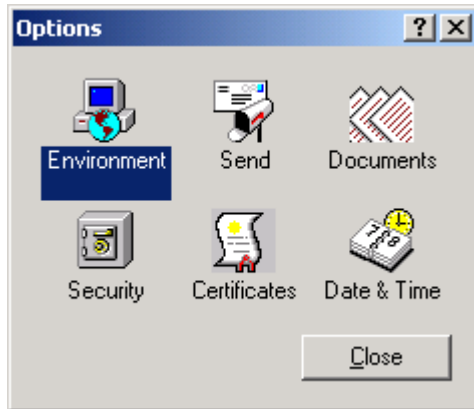 Options
Environment Send Documents
Security Certificates Date & Time
Close